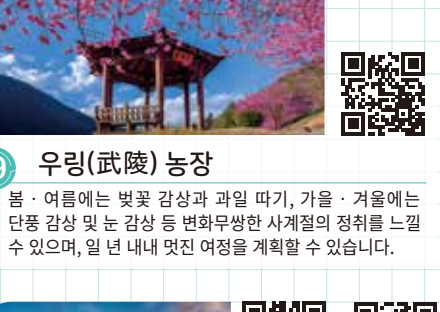 9 우링(武陵) 농장
봄 · 여름에는 벚꽃 감상과 과일 따기, 가을 · 겨울에는
단풍 감상 및 눈 감상 등 변화무쌍한 사계절의 정취를 느낄
수 있으며, 일 년 내내 멋진 여정을 계획할 수 있습니다.